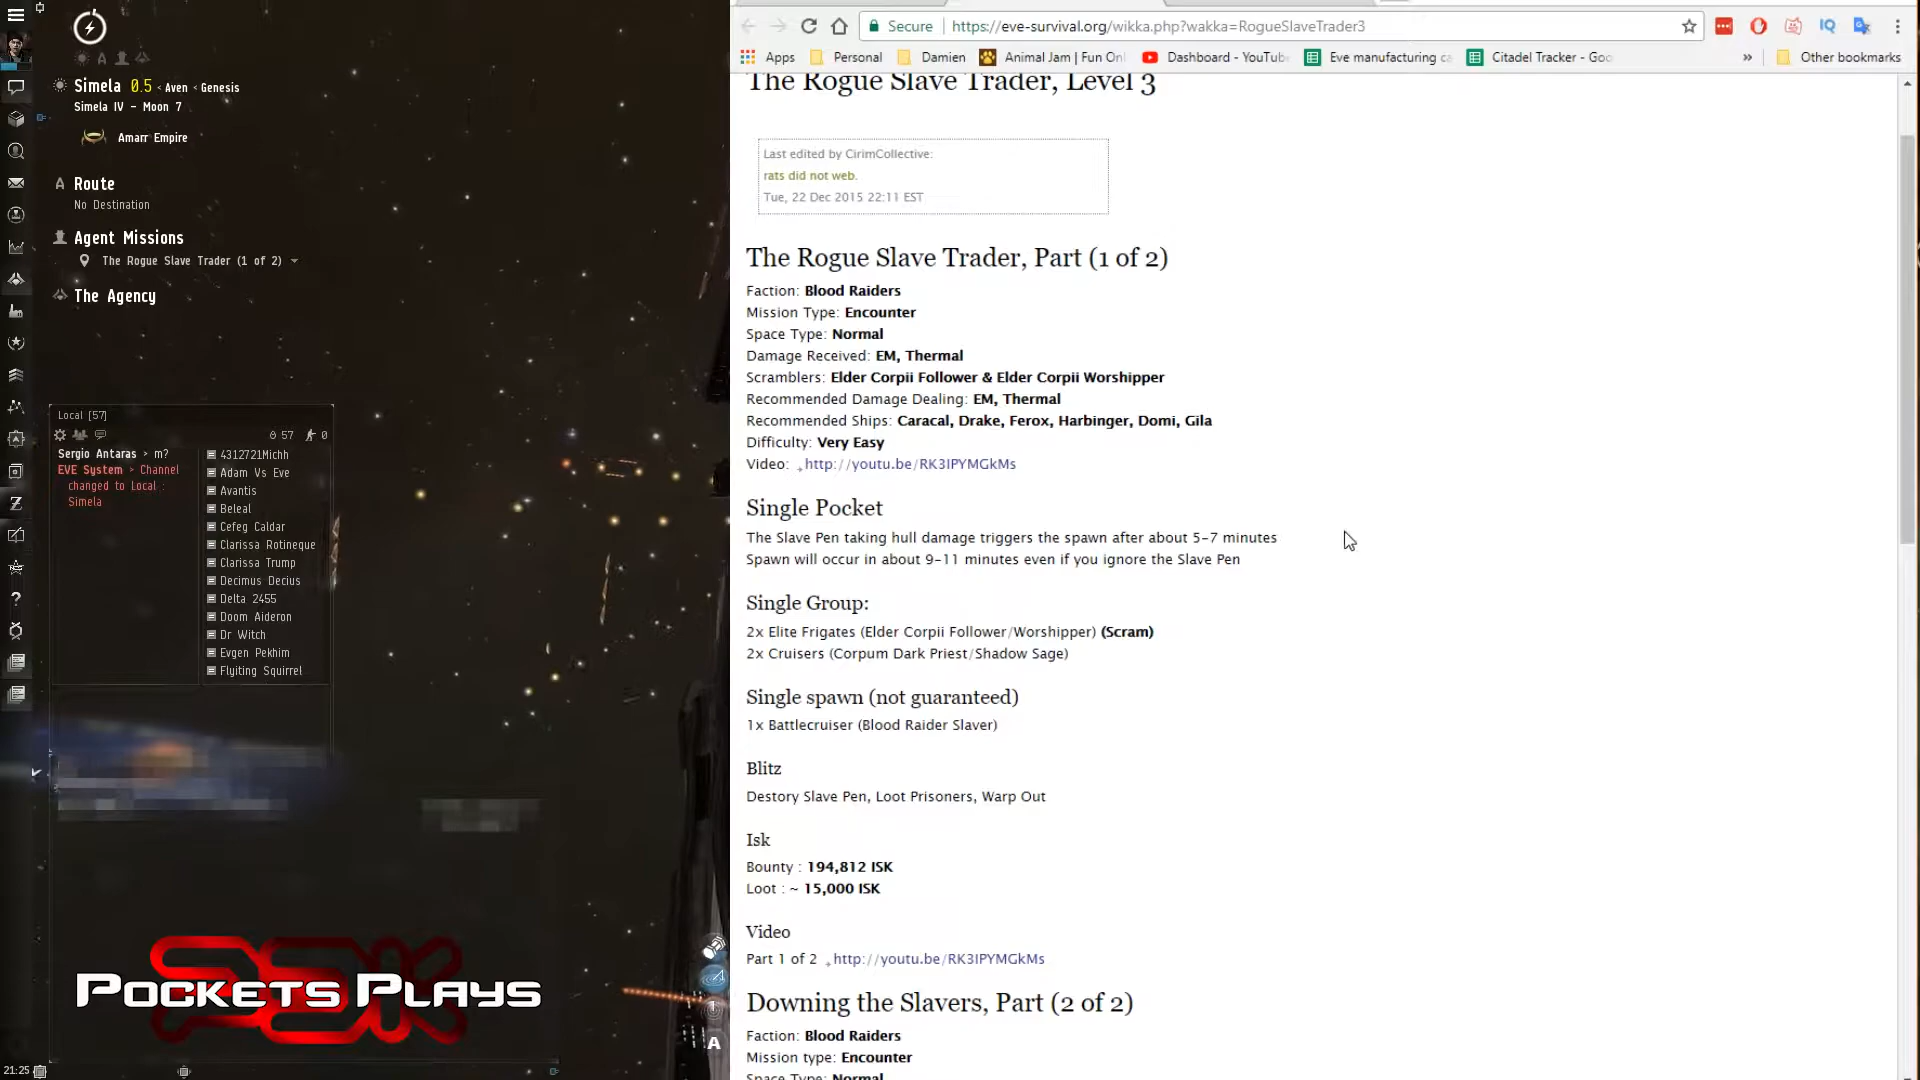 Simela 0.5 < Aven < Genesis
Simela IV - Moon 7
Amarr Empire
Route
No Destination
Agent Missions
The Rogue Slave Trader (1 of 2)
The Agency
Local [57]
57 0
Sergio Antaras > m?
EVE System > Channel
changed to Local :
Simela
4312721Michh
Adam Vs Eve
Avantis
Beleal
Cefeg Caldar
Clarissa Rotineque
Clarissa Trump
Decimus Decius
Delta 2455
Doom Aideron
Dr Witch
Evgen Pekhim
Flyiting Squirrel
POCKETS PLAYS
A
21:25
Secure https://eve-survival.org/wikka.php?wakka=RogueSlaveTrader3
Apps Personal Damien Animal Jam | Fun Onl Dashboard - YouTube Eve manufacturing ca Citadel Tracker - Goo » Other bookmarks
The Rogue Slave Trader, Level 3
Last edited by CirimCollective:
rats did not web.
Tue, 22 Dec 2015 22:11 EST
The Rogue Slave Trader, Part (1 of 2)
Faction: Blood Raiders
Mission Type: Encounter
Space Type: Normal
Damage Received: EM, Thermal
Scramblers: Elder Corpii Follower & Elder Corpii Worshipper
Recommended Damage Dealing: EM, Thermal
Recommended Ships: Caracal, Drake, Ferox, Harbinger, Domi, Gila
Difficulty: Very Easy
Video: http://youtu.be/RK3IPYMGkMs
Single Pocket
The Slave Pen taking hull damage triggers the spawn after about 5-7 minutes
Spawn will occur in about 9-11 minutes even if you ignore the Slave Pen
Single Group:
2x Elite Frigates (Elder Corpii Follower/Worshipper) (Scram)
2x Cruisers (Corpum Dark Priest/Shadow Sage)
Single spawn (not guaranteed)
1x Battlecruiser (Blood Raider Slaver)
Blitz
Destory Slave Pen, Loot Prisoners, Warp Out
Isk
Bounty : 194,812 ISK
Loot : ~ 15,000 ISK
Video
Part 1 of 2 http://youtu.be/RK3IPYMGkMs
Downing the Slavers, Part (2 of 2)
Faction: Blood Raiders
Mission type: Encounter
Space Type: Normal